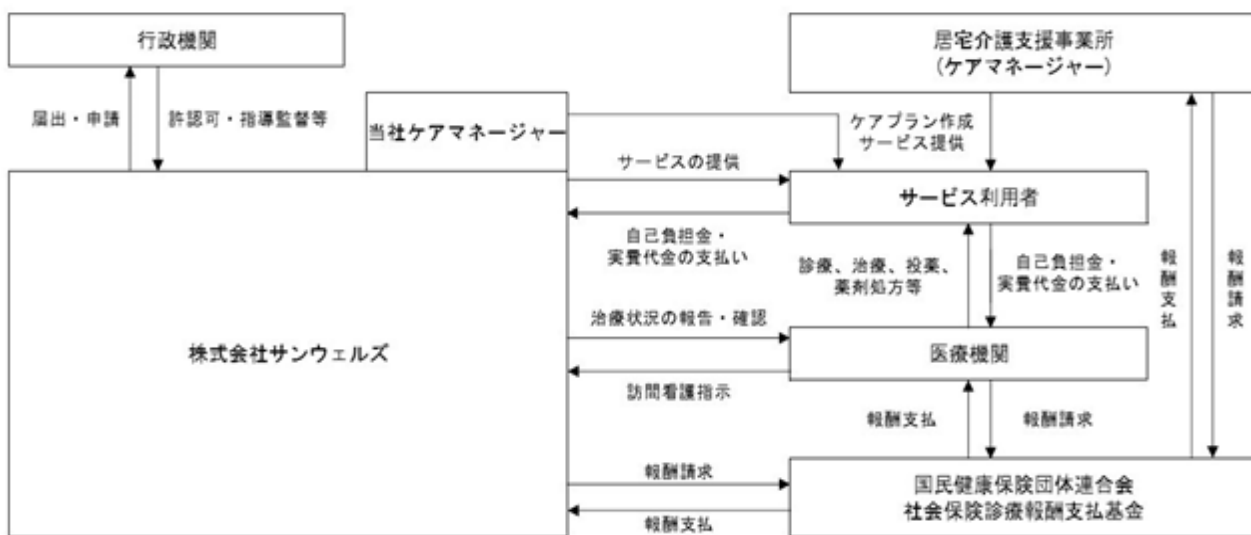 行政機関
居宅介護支援事業所
(ケアマネージャー)
届出・申請
許認可・指導監督等
当社ケアマネージャー
ケアプラン作成
サービス提供
サービスの提供
サービス利用者
自己負担金・
実費代金の支払い
診療、治療、投薬、
薬剤処方等
自己負担金・
実費代金の支払い
報酬支払
報酬請求
治療状況の報告・確認
株式会社サンウェルズ
医療機関
訪問看護指示
報酬支払
報酬請求
報酬請求
国民健康保険団体連合会
社会保険診療報酬支払基金
報酬支払